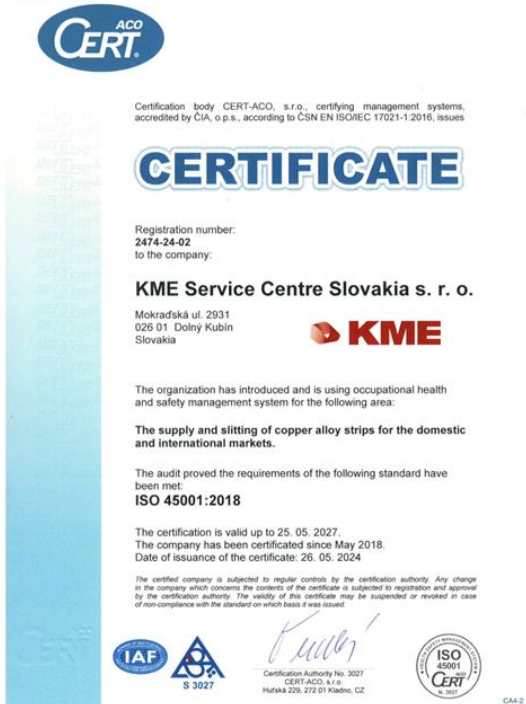 ACO
CERT.
Certification body CERT-ACO, s.r.o., certifying management systems,
accredited by ČIA, o.p.s., according to ČSN EN ISO/IEC 17021-1:2016, issues
CERTIFICATE
Registration number:
2474-24-02
to the company:
KME Service Centre Slovakia s. r. o.
Mokraďská ul. 2931
026 01 Dolný Kubín
Slovakia
KME
The organization has introduced and is using occupational health
and safety management system for the following area:
The supply and slitting of copper alloy strips for the domestic
and international markets.
The audit proved the requirements of the following standard have
been met:
ISO 45001:2018
The certification is valid up to 25. 05. 2027.
The company has been certificated since May 2018.
Date of issuance of the certificate: 26. 05. 2024
The certified company is subjected to regular controls by the certification authority. Any change
in the company which concerns the contents of the certificate is subjected to registration and approval
by the certification authority. The validity of this certificate may be suspended or revoked in case
of non-compliance with the standard on which basis it was issued.
IAF
S 3027
Certification Authority No. 3027
CERT-ACO, s.r.o.
Huťská 229, 272 01 Kladno, CZ
ISO
45001
CERT
N. 3027
CA4-2